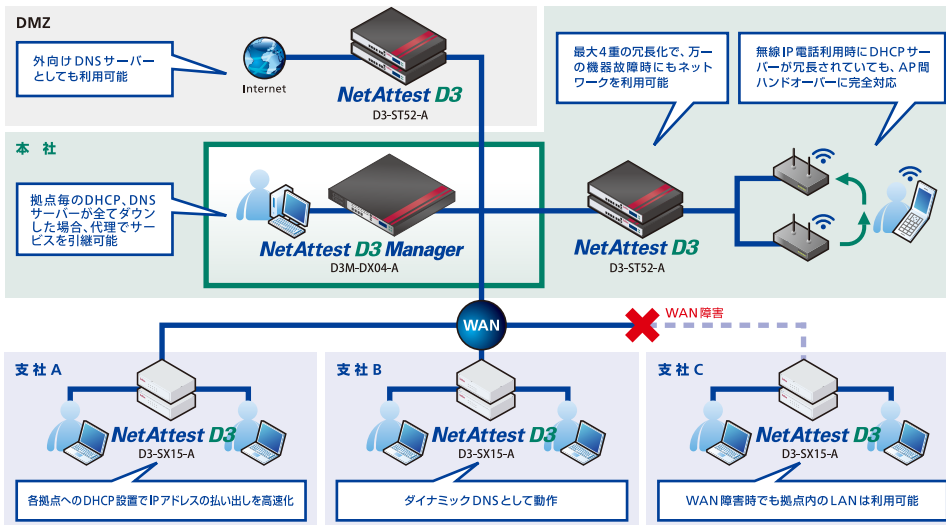 DMZ
外向けDNSサーバー
としても利用可能
Internet
NetAttest D3
D3-ST52-A
最大4重の冗長化で、万一
の機器故障時にもネット
ワークを利用可能
無線IP電話利用時にDHCPサ
ーバーが冗長されていても、AP間
ハンドオーバーに完全対応
本社
拠点毎のDHCP、DNS
サーバーが全てダウン
した場合、代理でサー
ビスを引継可能
NetAttest D3 Manager
D3M-DX04-A
NetAttest D3
D3-ST52-A
WAN
WAN障害
支社A
NetAttest D3
D3-SX15-A
各拠点へのDHCP設置でIPアドレスの払い出しを高速化
支社B
NetAttest D3
D3-SX15-A
ダイナミックDNSとして動作
支社C
NetAttest D3
D3-SX15-A
WAN障害時でも拠点内のLANは利用可能